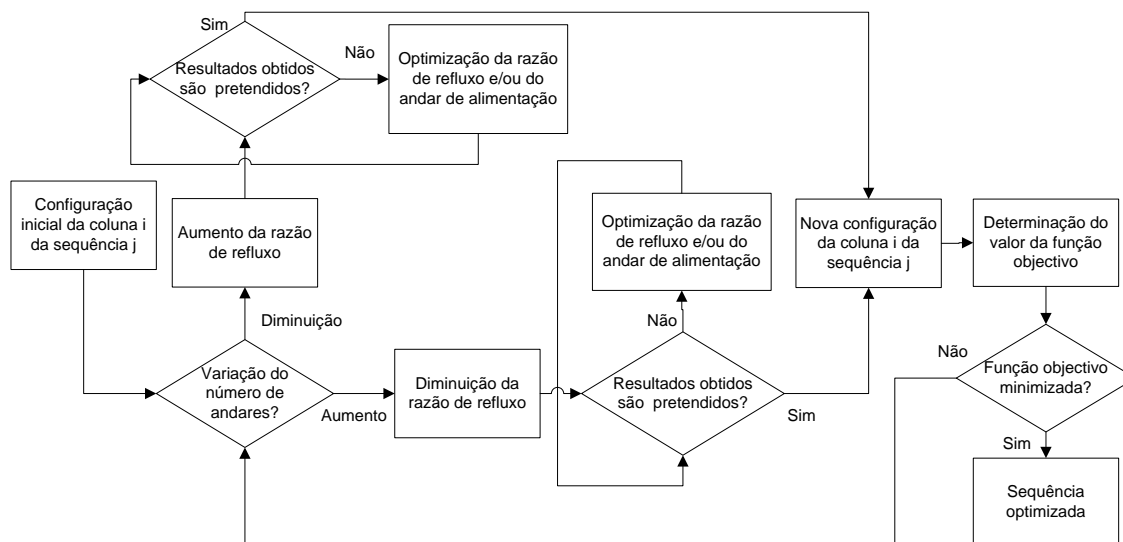 Sim
Resultados obtidos
são pretendidos?
Não
Optimização da razão
de refluxo e/ou do
andar de alimentação
Configuração
inicial da coluna i
da sequência j
Aumento da razão
de refluxo
Diminuição
Variação do
número de
andares?
Aumento
Diminuição da
razão de refluxo
Optimização da razão
de refluxo e/ou do
andar de alimentação
Não
Resultados obtidos
são pretendidos?
Sim
Nova configuração
da coluna i da
sequência j
Determinação do
valor da função
objectivo
Não
Função objectivo
minimizada?
Sim
Sequência
optimizada